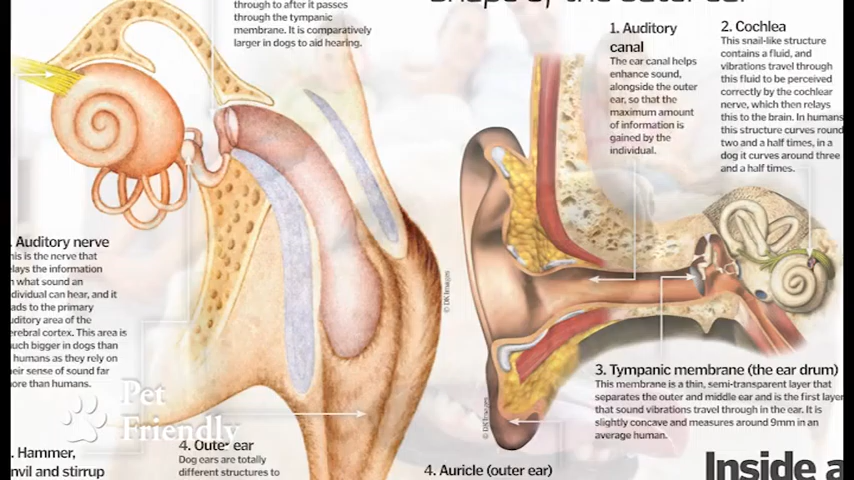 through to after it passes
through the tympanic
membrane. It is comparatively
larger in dogs to aid hearing.
1. Auditory
canal
The ear canal helps
enhance sound,
alongside the outer
ear, so that the
maximum amount
of information is
gained by the
individual.
2. Cochlea
This snail-like structure
contains a fluid, and
vibrations travel through
this fluid to be perceived
correctly by the cochlear
nerve, which then relays
this to the brain. In humans
this structure curves round
two and a half times, in a
dog it curves around three
and a half times.
. Auditory nerve
his is the nerve that
elays the information
n what sound an
dividual can hear, and it
ads to the primary
uditory area of the
erebral cortex. This area is
uch bigger in dogs than
humans as they rely on
eir sense of sound far
ore than humans.
© DK Images
3. Tympanic membrane (the ear drum)
This membrane is a thin, semi-transparent layer that
separates the outer and middle ear and is the first layer
that sound vibrations travel through in the ear. It is
slightly concave and measures around 9mm in an
average human.
© DK Images
Pet
Friendly
. Hammer,
nvil and stirrup
4. Outer ear
Dog ears are totally
different structures to
4. Auricle (outer ear)
Inside a